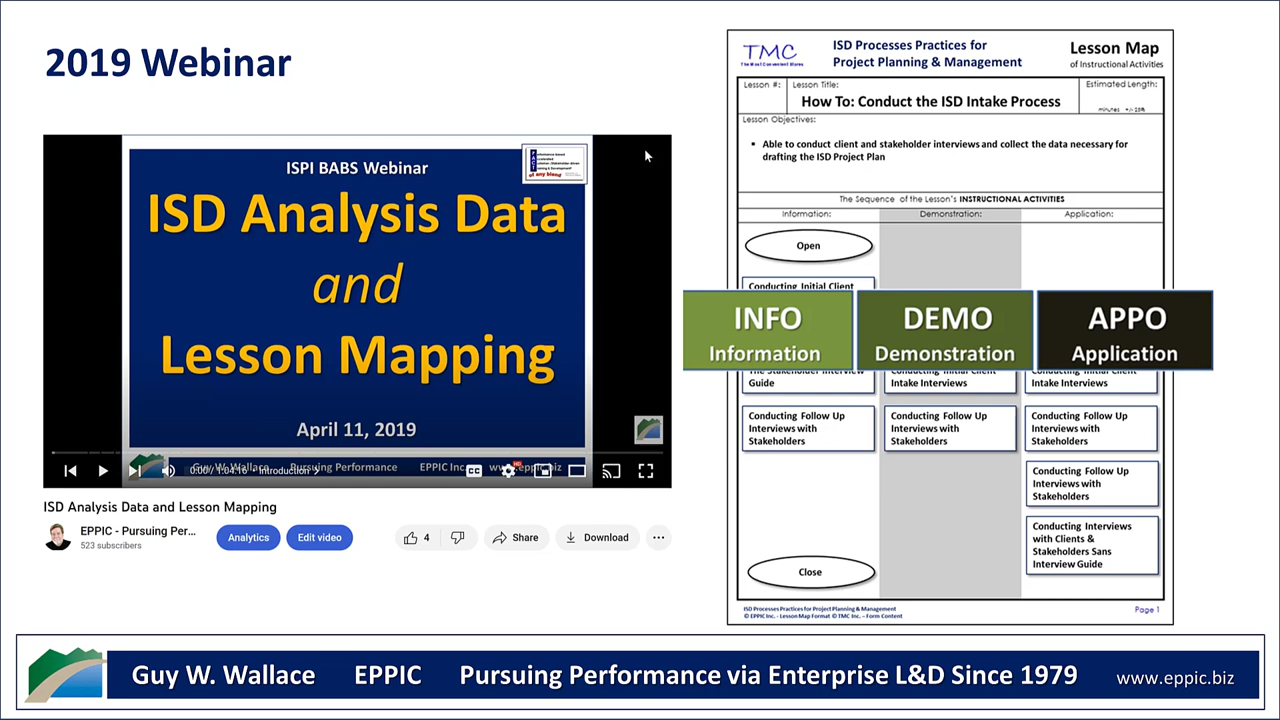 2019 Webinar
ISPI BABS Webinar
ISD Analysis Data
and
Lesson Mapping
April 11, 2019
Guy W. Wallace Pursuing Performance EPPIC Inc.
0:00 / 1:04:16 • Introduction >
CC
HD
ISD Analysis Data and Lesson Mapping
EPPIC - Pursuing Per...
523 subscribers
Analytics
Edit video
4
Share
Download
TMC
ISD Processes Practices for
Project Planning & Management
Lesson Map
of Instructional Activities
Lesson #:
Lesson Title:
How To: Conduct the ISD Intake Process
Estimated Length:
minutes +/- 25%
Lesson Objectives:
▪ Able to conduct client and stakeholder interviews and collect the data necessary for
drafting the ISD Project Plan
The Sequence of the Lesson's INSTRUCTIONAL ACTIVITIES
Information: Demonstration: Application:
Open
Conducting Initial Client
INFO
Information
DEMO
Demonstration
APPO
Application
The Stakeholder Interview
Guide
Conducting Initial Client
Intake Interviews
Conducting Initial Client
Intake Interviews
Conducting Follow Up
Interviews with
Stakeholders
Conducting Follow Up
Interviews with
Stakeholders
Conducting Follow Up
Interviews with
Stakeholders
Conducting Follow Up
Interviews with
Stakeholders
Conducting Interviews
with Clients &
Stakeholders Sans
Interview Guide
Close
ISD Processes Practices for Project Planning & Management
© EPPIC Inc. - Lesson Map Format © TMC Inc. – Form Content
Page 1
Guy W. Wallace EPPIC Pursuing Performance via Enterprise L&D Since 1979 www.eppic.biz